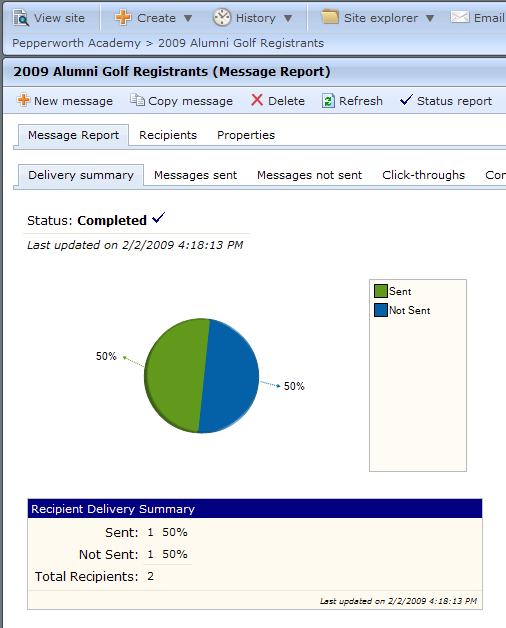 View site Create History Site explorer Email
Pepperworth Academy > 2009 Alumni Golf Registrants
2009 Alumni Golf Registrants (Message Report)
New message Copy message Delete Refresh Status report
Message Report Recipients Properties
Delivery summary Messages sent Messages not sent Click-throughs
Status: Completed
Last updated on 2/2/2009 4:18:13 PM
Sent
Not Sent
50%
50%
Recipient Delivery Summary
Sent: 1 50%
Not Sent: 1 50%
Total Recipients: 2
Last updated on 2/2/2009 4:18:13 PM